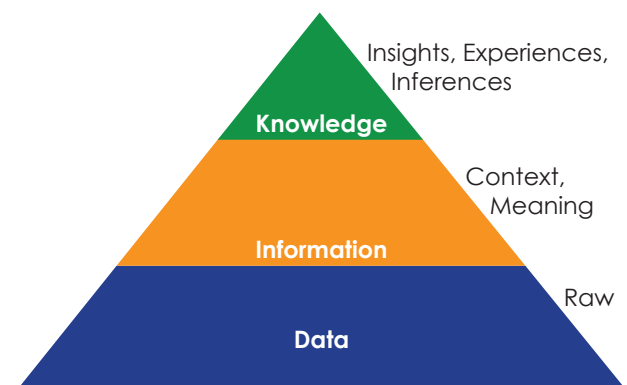 Insights, Experiences,
Inferences
Knowledge
Context,
Meaning
Information
Raw
Data